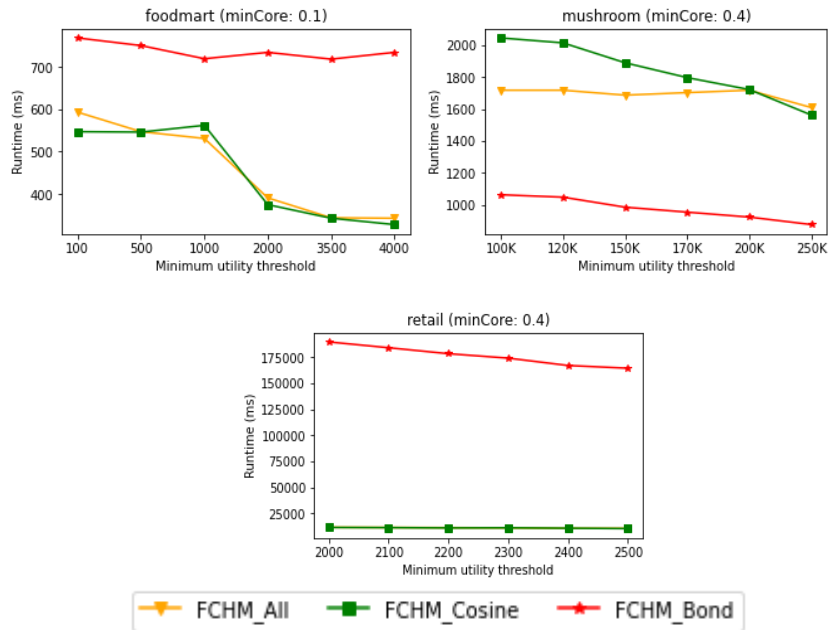 foodmart (minCore: 0.1)
Runtime (ms)
700
600
500
400
100 500 1000 2000 3500 4000
Minimum utility threshold
mushroom (minCore: 0.4)
Runtime (ms)
2000
1800
1600
1400
1200
1000
100K 120K 150K 170K 200K 250K
Minimum utility threshold
retail (minCore: 0.4)
Runtime (ms)
175000
150000
125000
100000
75000
50000
25000
2000 2100 2200 2300 2400 2500
Minimum utility threshold
FCHM_All FCHM_Cosine FCHM_Bond